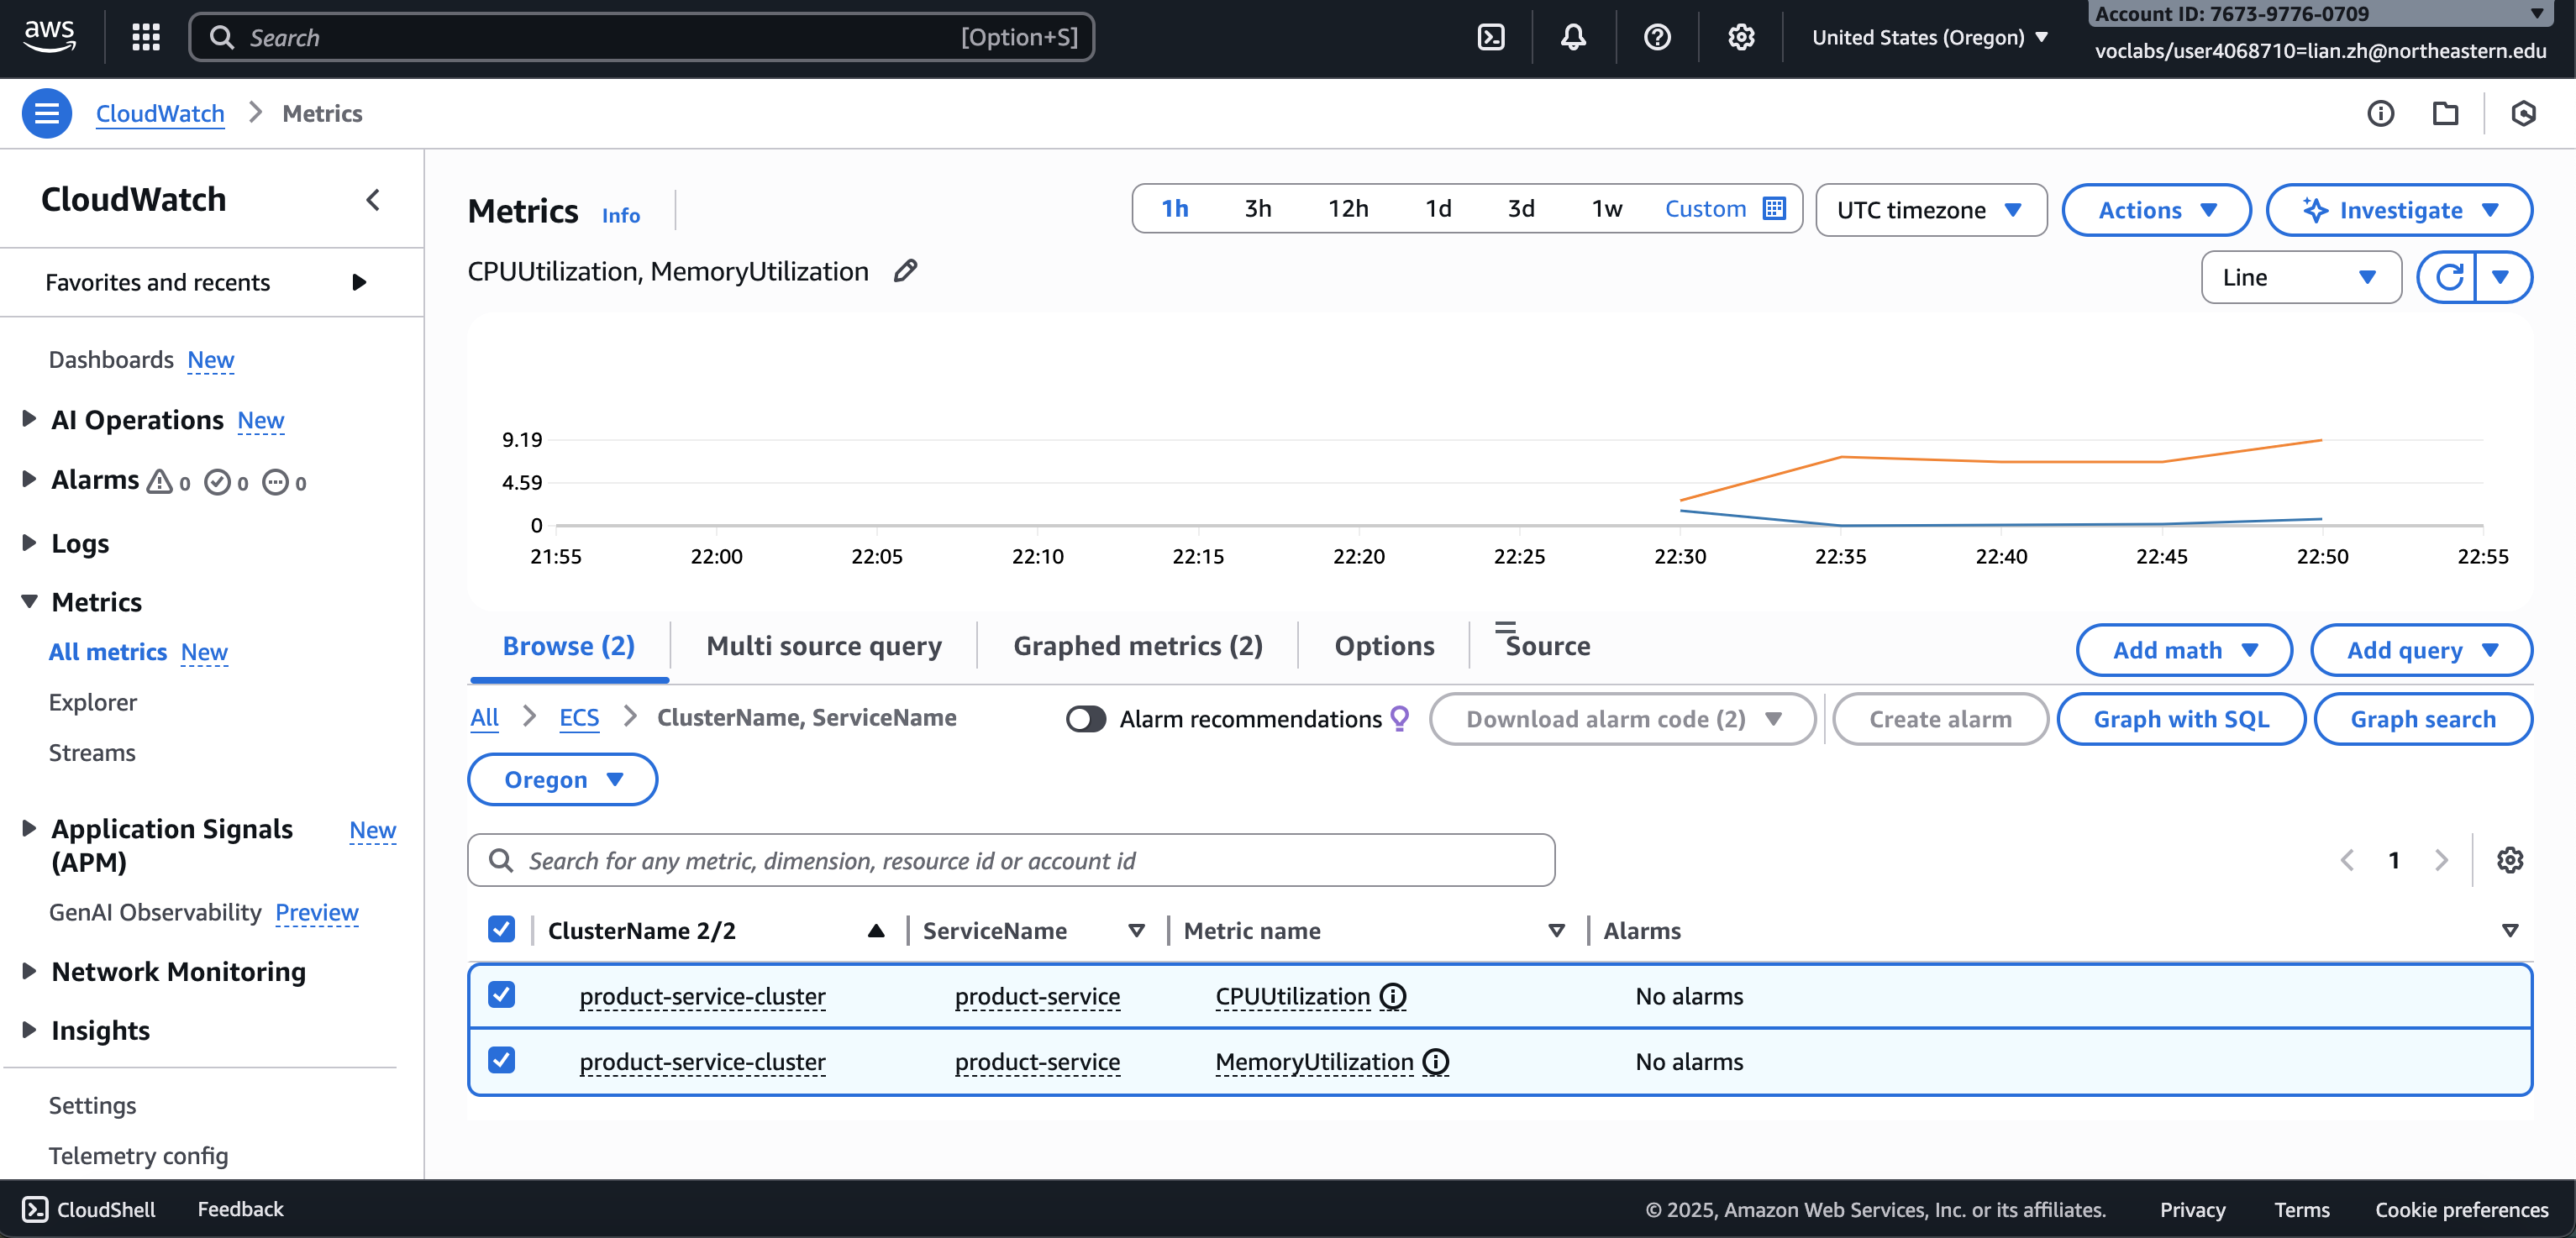 aws
Search [Option+S]
United States (Oregon)
Account ID: 7673-9776-0709
voclabs/user4068710=lian.zh@northeastern.edu
CloudWatch > Metrics
CloudWatch
Favorites and recents
Dashboards New
AI Operations New
Alarms 0 0 0
Logs
Metrics
All metrics New
Explorer
Streams
Application Signals (APM) New
GenAI Observability Preview
Network Monitoring
Insights
Settings
Telemetry config
Metrics Info
1h 3h 12h 1d 3d 1w Custom
UTC timezone
Actions
Investigate
CPUUtilization, MemoryUtilization
Line
9.19
4.59
0
21:55 22:00 22:05 22:10 22:15 22:20 22:25 22:30 22:35 22:40 22:45 22:50 22:55
Browse (2) Multi source query Graphed metrics (2) Options Source
Add math
Add query
All > ECS > ClusterName, ServiceName
Alarm recommendations
Download alarm code (2)
Create alarm
Graph with SQL
Graph search
Oregon
Search for any metric, dimension, resource id or account id
1
ClusterName 2/2 ServiceName Metric name Alarms
product-service-cluster product-service CPUUtilization No alarms
product-service-cluster product-service MemoryUtilization No alarms
CloudShell Feedback
© 2025, Amazon Web Services, Inc. or its affiliates. Privacy Terms Cookie preferences